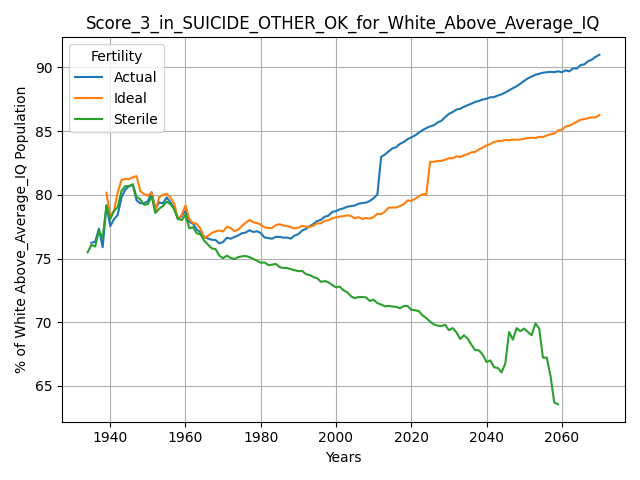 Score_3_in_SUICIDE_OTHER_OK_for_White_Above_Average_IQ
Fertility
Actual
Ideal
Sterile
% of White Above_Average_IQ Population
90
85
80
75
70
65
1940 1960 1980 2000 2020 2040 2060
Years